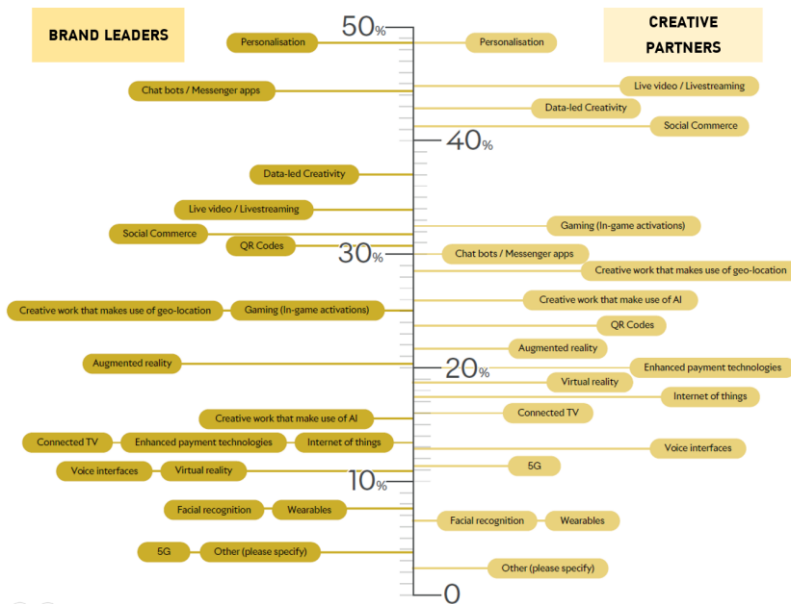 BRAND LEADERS
CREATIVE
PARTNERS
50%
Personalisation
Personalisation
Chat bots / Messenger apps
Live video / Livestreaming
Data-led Creativity
Social Commerce
40%
Data-led Creativity
Live video / Livestreaming
Social Commerce
Gaming (In-game activations)
QR Codes
30%
Chat bots / Messenger apps
Creative work that makes use of geo-location
Creative work that make use of AI
Creative work that makes use of geo-location
Gaming (In-game activations)
QR Codes
Augmented reality
Augmented reality
20%
Enhanced payment technologies
Virtual reality
Internet of things
Connected TV
Creative work that make use of AI
Connected TV
Enhanced payment technologies
Internet of things
Voice interfaces
5G
Voice interfaces
Virtual reality
10%
Facial recognition
Wearables
Facial recognition
Wearables
5G
Other (please specify)
Other (please specify)
0